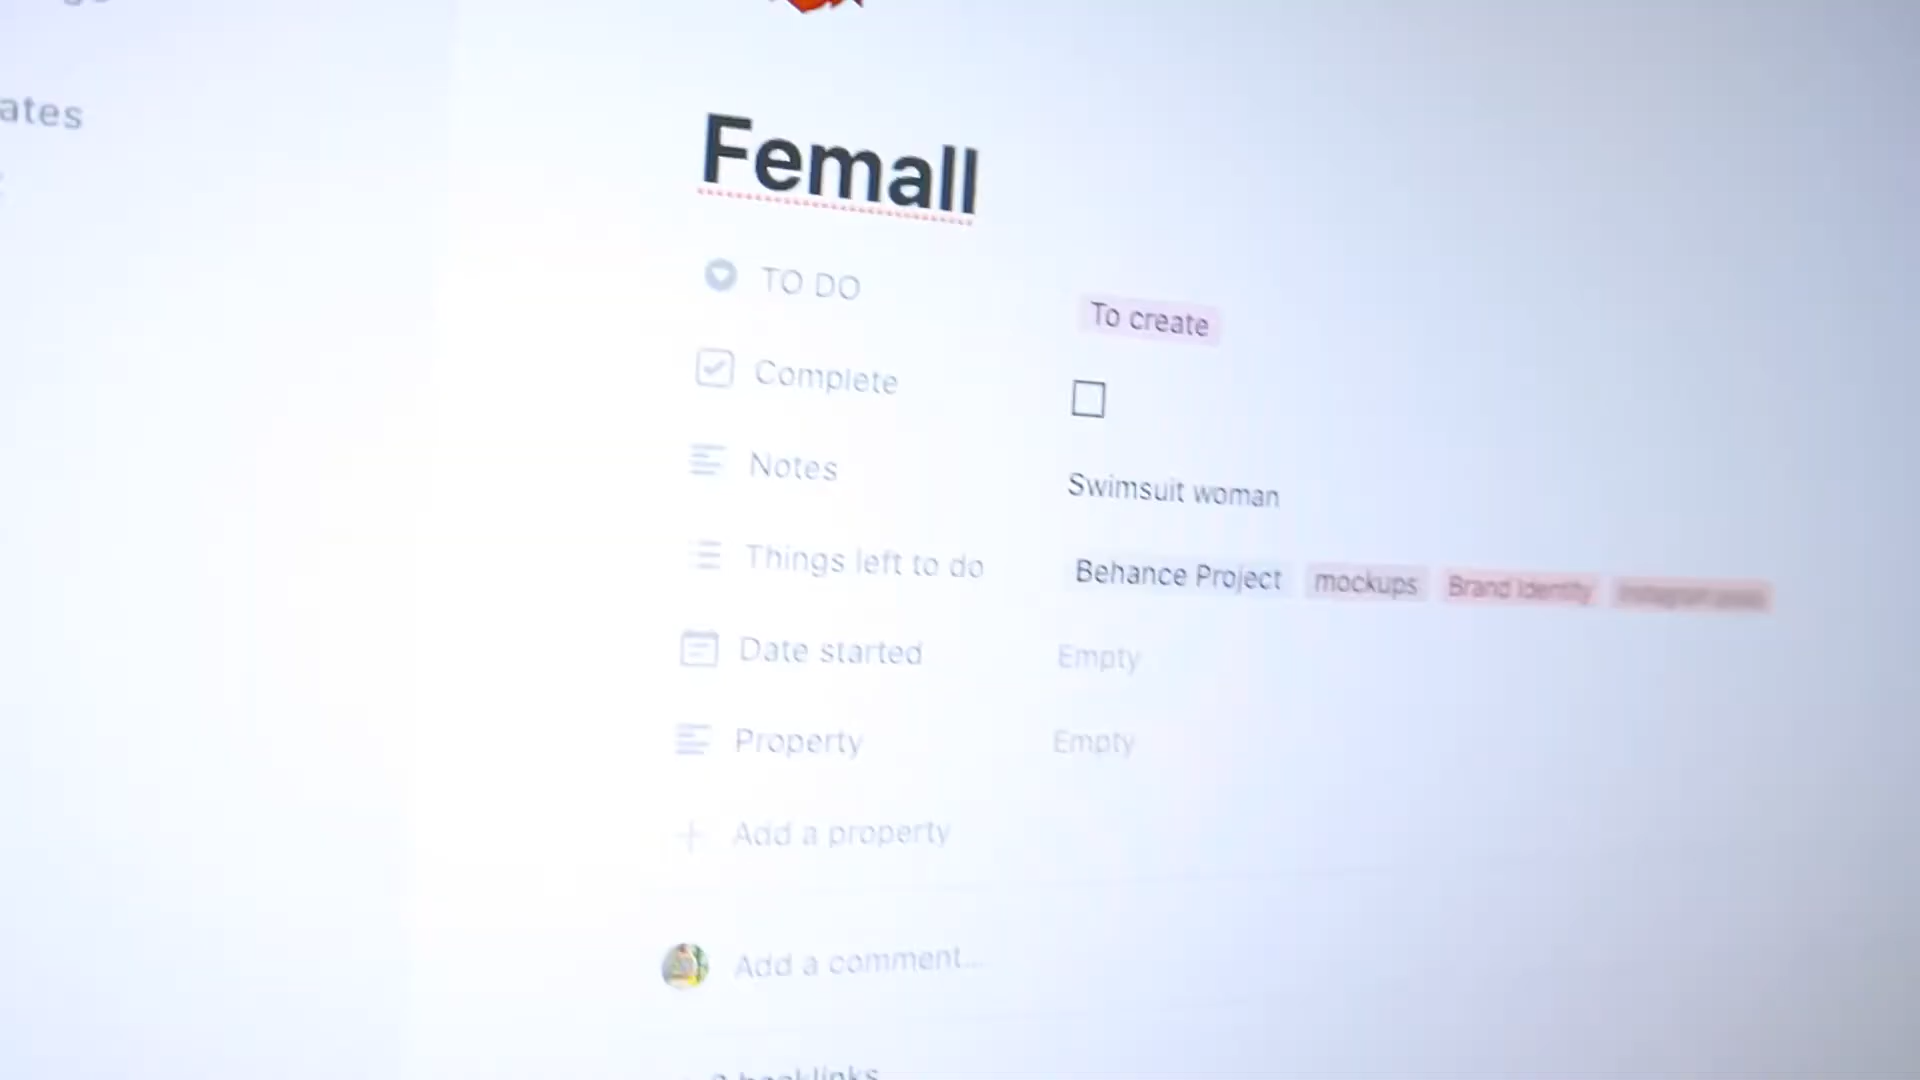 ates
Femall
TO DO To create
Complete
Notes Swimsuit woman
Things left to do Behance Project mockups Brand Identity
Date started Empty
Property Empty
Add a property
Add a comment...
backlinks